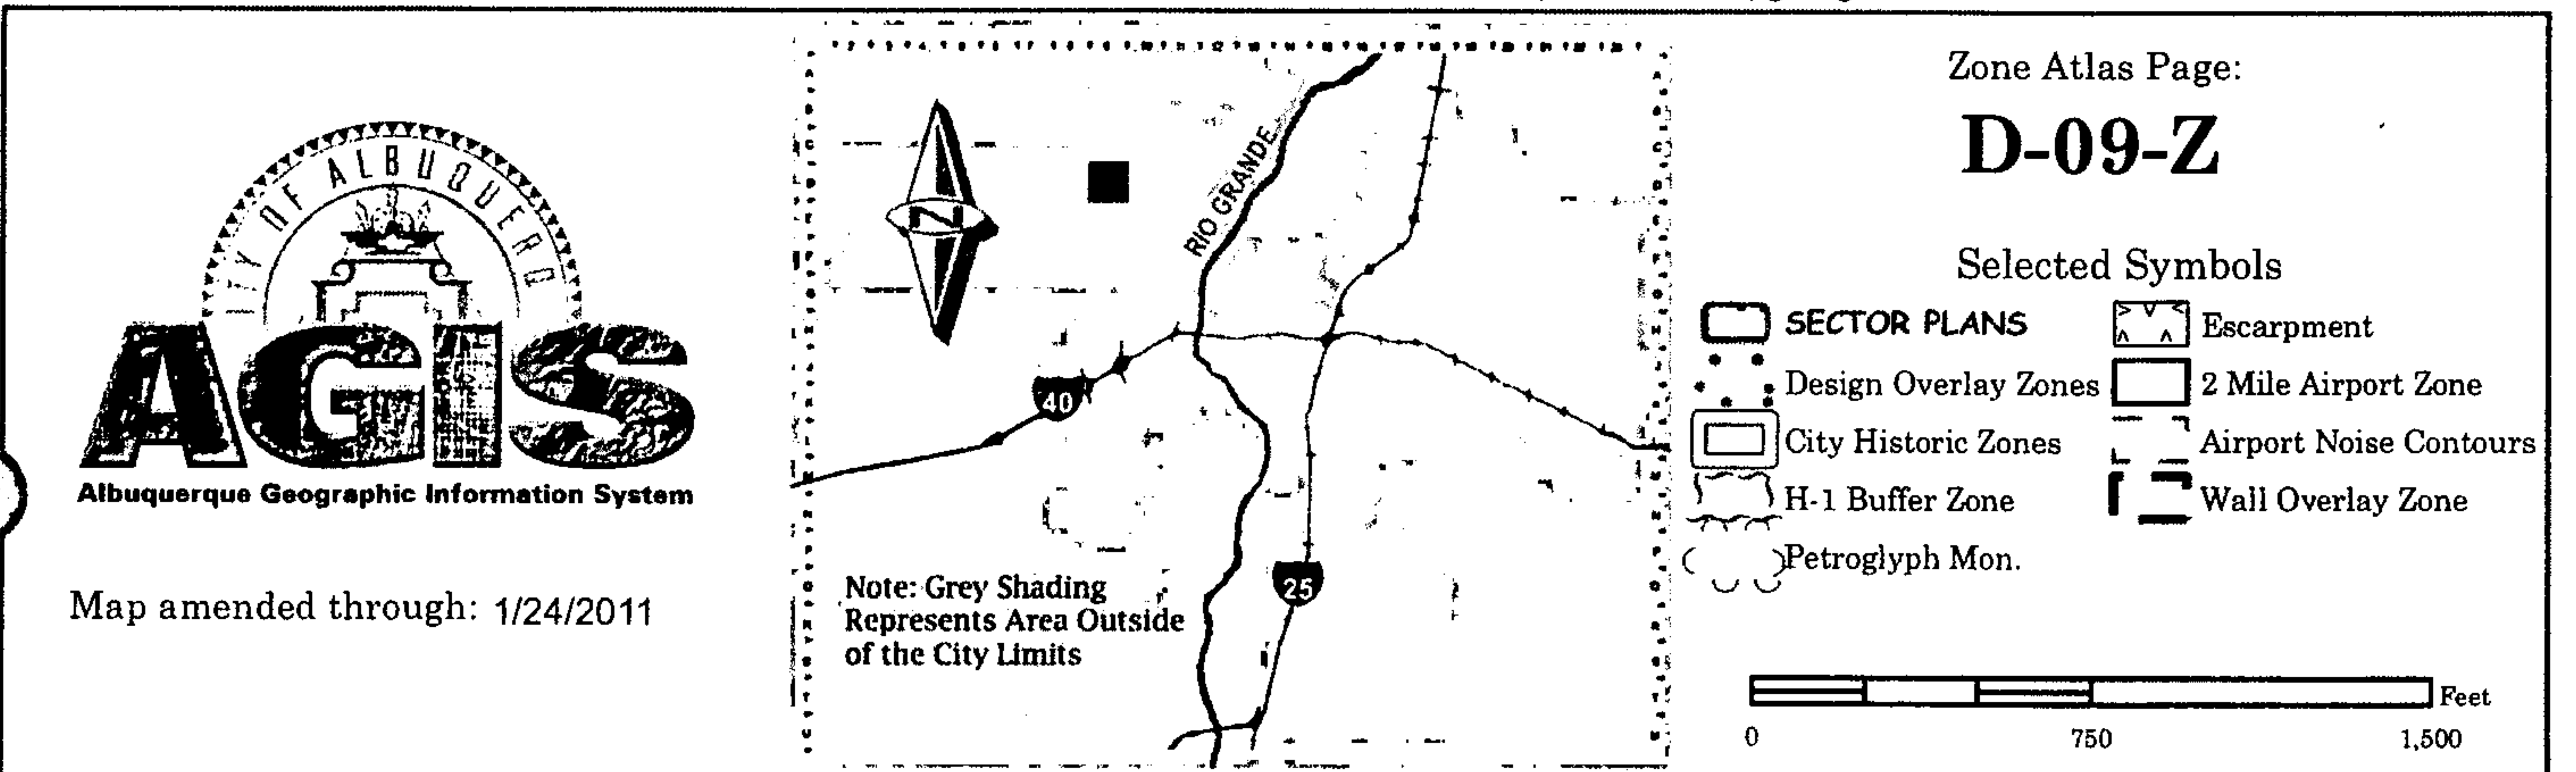 CITY OF ALBUQUERQUE
AGIS
Albuquerque Geographic Information System
Map amended through: 1/24/2011
N
RIO GRANDE
40
25
Note: Grey Shading
Represents Area Outside
of the City Limits
Zone Atlas Page:
D-09-Z
Selected Symbols
SECTOR PLANS
Escarpment
Design Overlay Zones
2 Mile Airport Zone
City Historic Zones
Airport Noise Contours
H-1 Buffer Zone
Wall Overlay Zone
Petroglyph Mon.
Feet
0 750 1,500